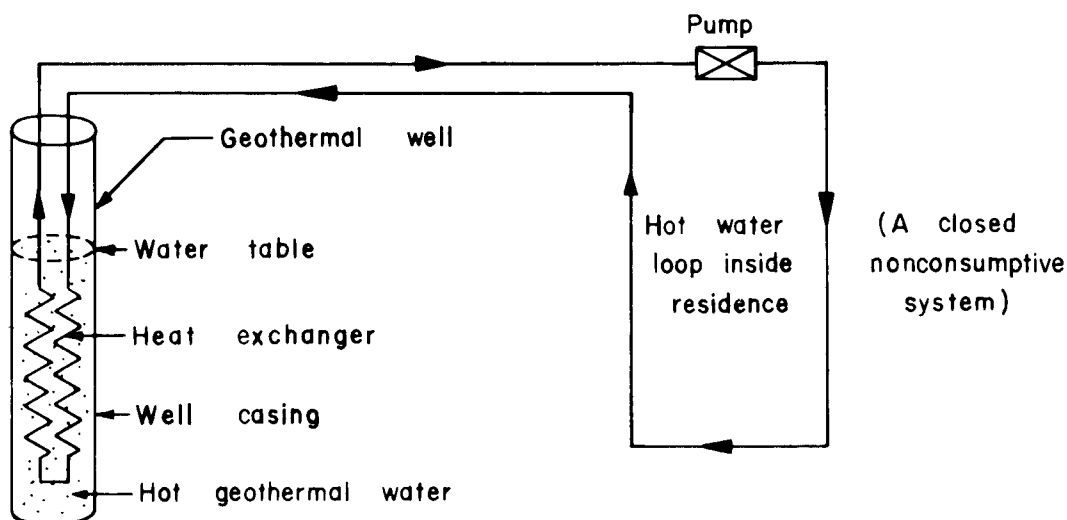 Pump
Geothermal well
Water table
Heat exchanger
Well casing
Hot geothermal water
Hot water
loop inside
residence
(A closed
nonconsumptive
system)